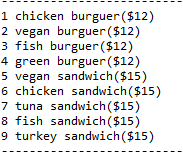 -----------------------
1 chicken burguer($12)
2 vegan burguer($12)
3 fish burguer($12)
4 green burguer($12)
5 vegan sandwich($15)
6 chicken sandwich($15)
7 tuna sandwich($15)
8 fish sandwich($15)
9 turkey sandwich($15)
-----------------------